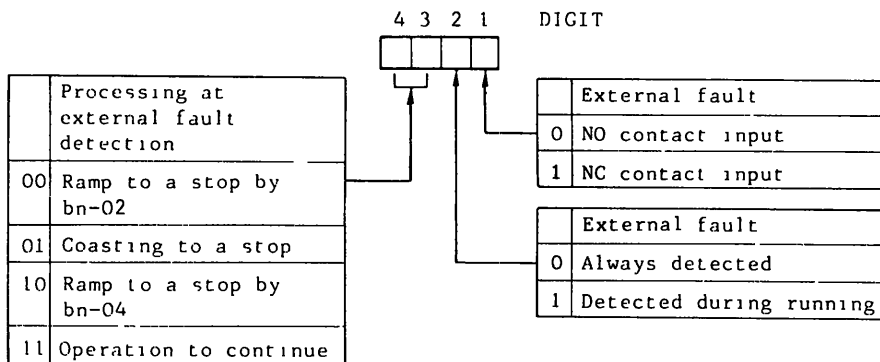 4 3 2 1 DIGIT
Processing at
external fault
detection
00 Ramp to a stop by
bn-02
01 Coasting to a stop
10 Ramp to a stop by
bn-04
11 Operation to continue
External fault
0 NO contact input
1 NC contact input
External fault
0 Always detected
1 Detected during running